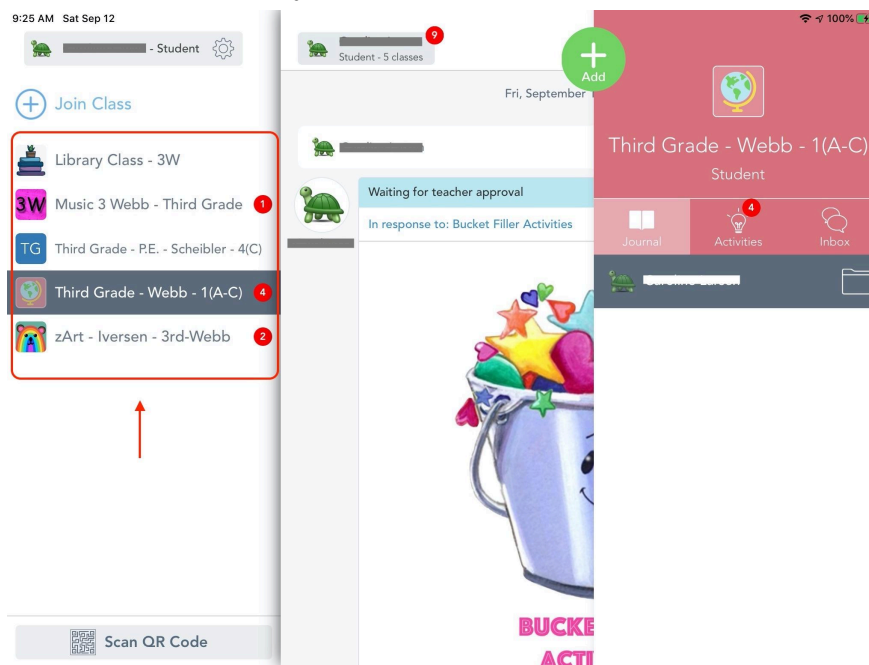 9:25 AM Sat Sep 12
100%
- Student
Join Class
Library Class - 3W
3W
Music 3 Webb - Third Grade
1
TG
Third Grade - P.E. - Scheibler - 4(C)
Third Grade - Webb - 1(A-C)
4
zArt - Iversen - 3rd-Webb
2
Scan QR Code
9
Student - 5 classes
Add
Fri, September
Waiting for teacher approval
In response to: Bucket Filler Activities
BUCKE
ACTI
Third Grade - Webb - 1(A-C)
Student
4
Journal
Activities
Inbox